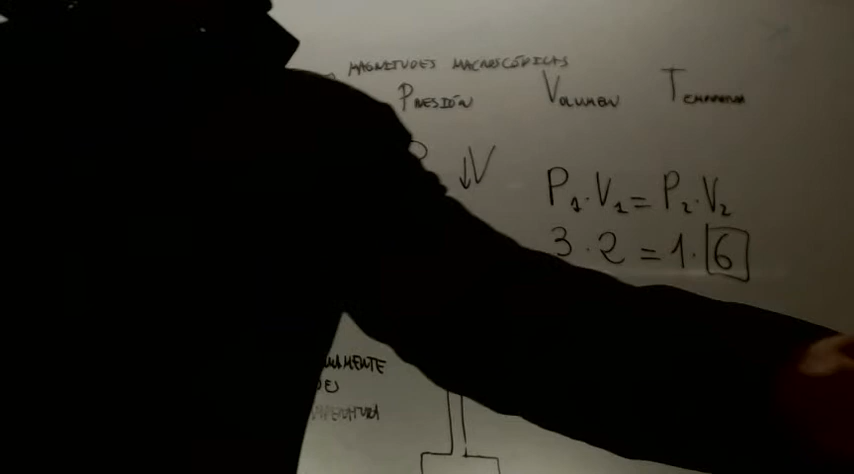 MAGNITUDES MACROSCÓPICAS
PRESIÓN VOLUMEN TEMPERATURA
↓V
P₁·V₁=P₂·V₂
3·2=1·6